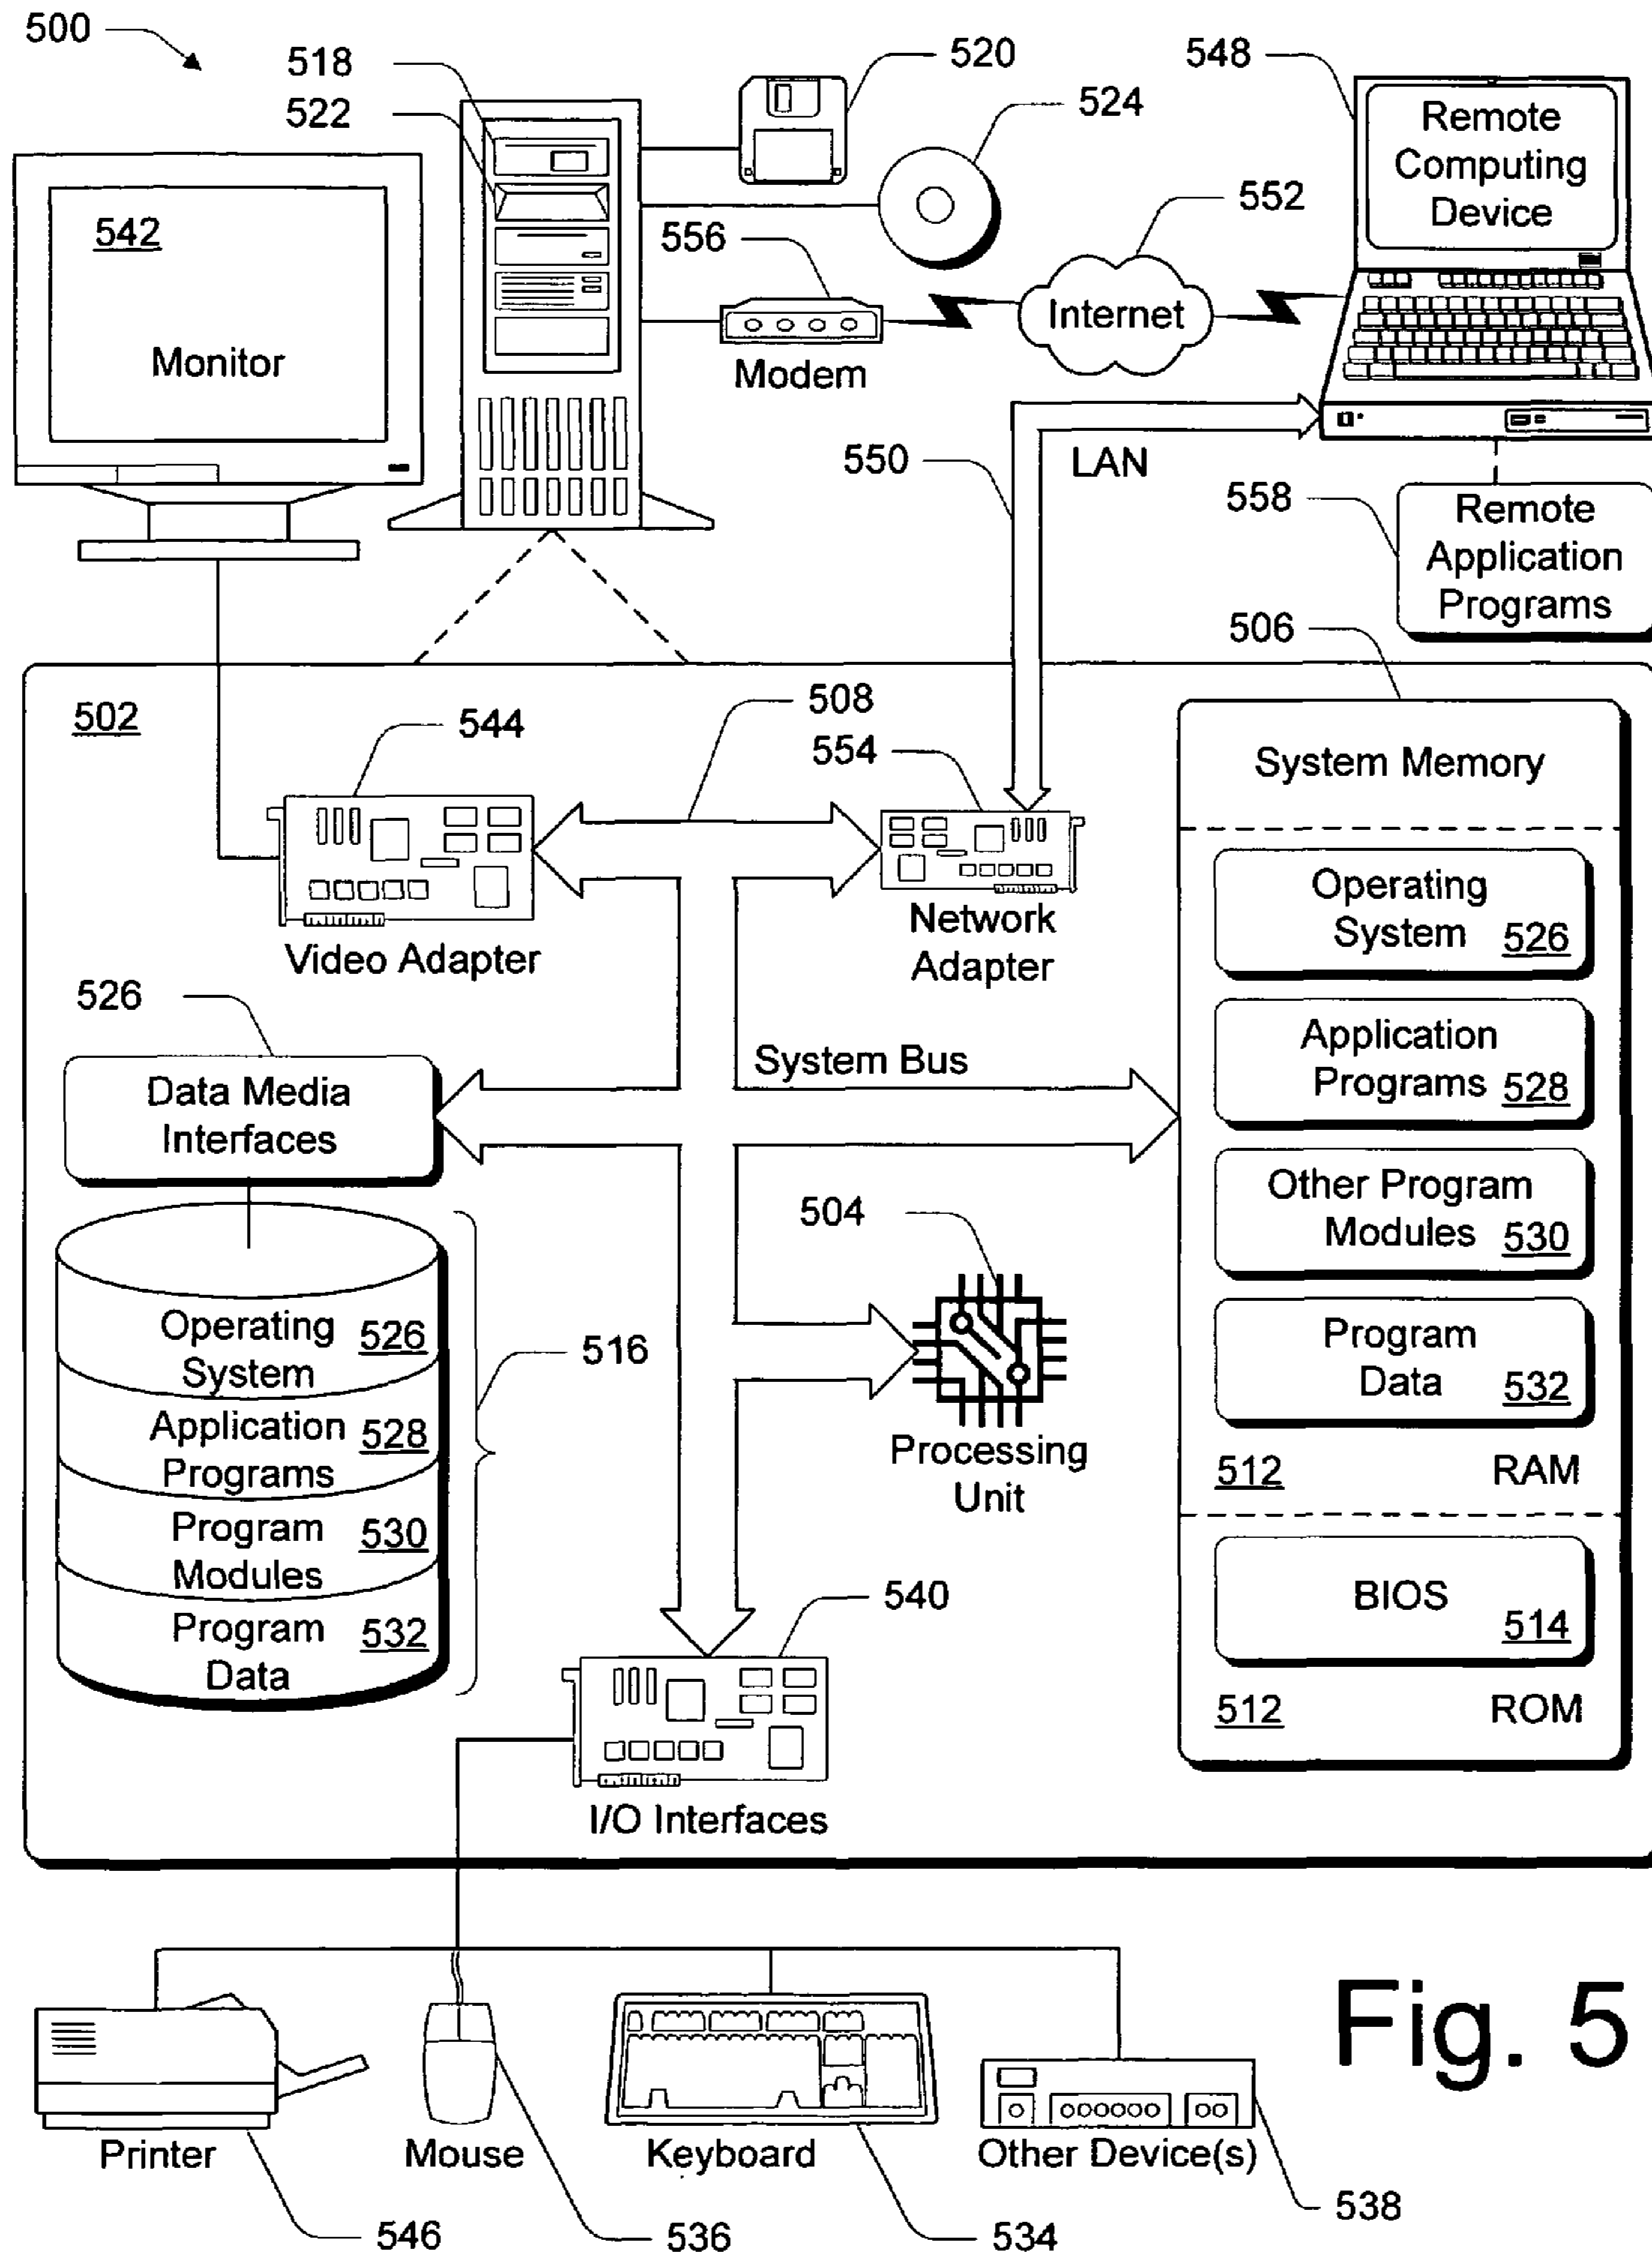 500
518
522
520
524
548
Remote
Computing
Device
552
556
542
Monitor
Internet
Modem
550
LAN
558
Remote
Application
Programs
506
502
544
508
554
System Memory
Operating
System 526
Video Adapter
Network
Adapter
526
Data Media
Interfaces
System Bus
Application
Programs 528
Other Program
Modules 530
504
Operating
System 526
516
Program
Data 532
Application
Programs 528
Processing
Unit
512 RAM
Program
Modules 530
540
BIOS
514
Program
Data 532
512 ROM
I/O Interfaces
Fig. 5
Printer
Mouse
Keyboard
Other Device(s)
546
536
534
538